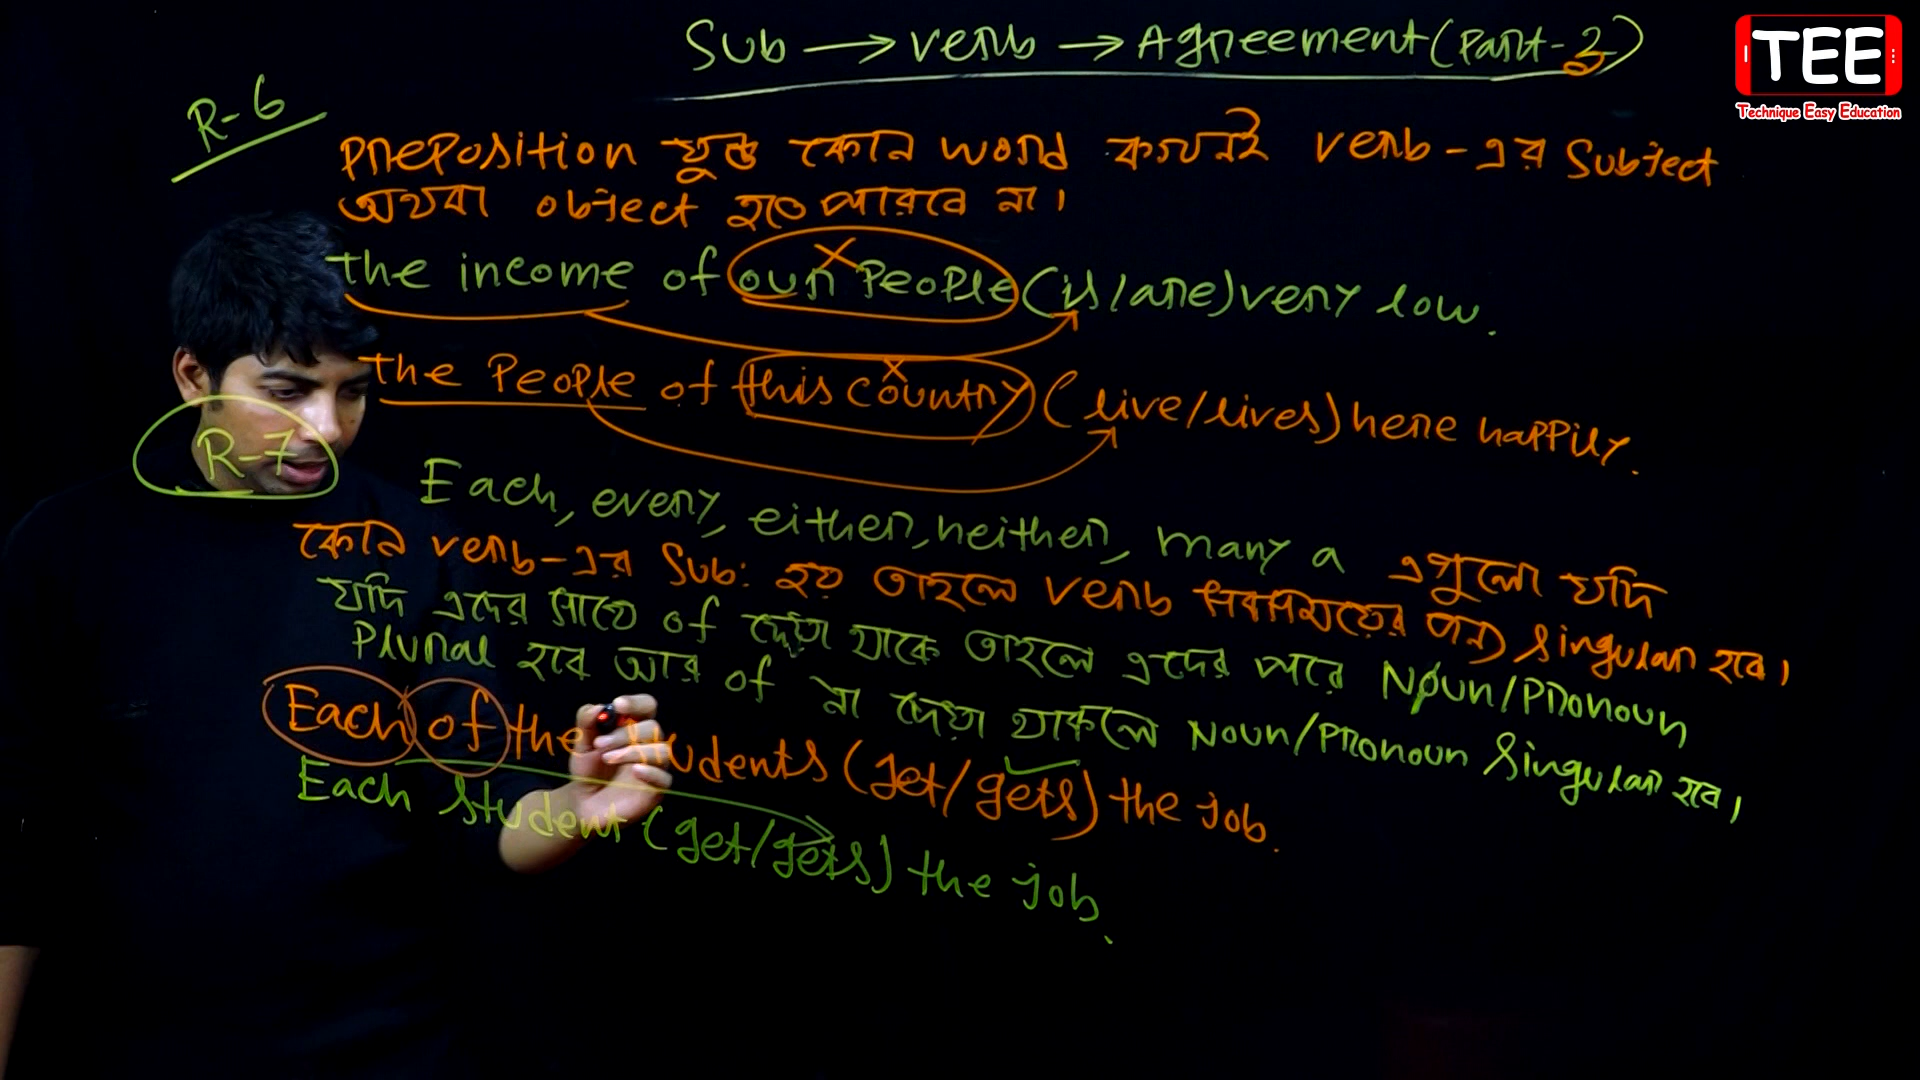 Sub → verb → Agreement (Part-2)
TEE
Technique Easy Education
R-6
Preposition যুক্ত কোন word কখনই verb-এর Subject
অথবা object হতে পারবে না।
the income of our People (is/are) very low.
the People of this country (live/lives) here happily.
R-7
Each, every, either, neither, many a এগুলো যদি
কোন verb-এর Sub: হয় তাহলে verb সবসময়ের জন্য Singular হবে।
যদি এদের সাথে of দেয়া থাকে তাহলে এদের পরে Noun/Pronoun
Plural হবে আর of না দেয়া থাকলে Noun/Pronoun Singular হবে।
Each of the students (get/gets) the job.
Each student (get/gets) the job.